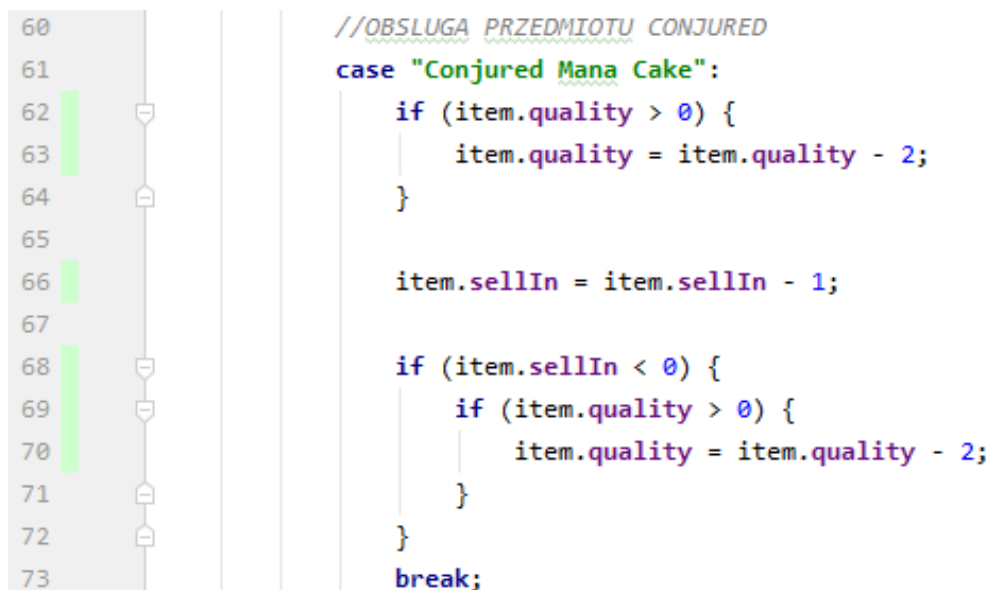 60 //OBSLUGA PRZEDMIOTU CONJURED
61 case "Conjured Mana Cake":
62 if (item.quality > 0) {
63 item.quality = item.quality - 2;
64 }
65
66 item.sellIn = item.sellIn - 1;
67
68 if (item.sellIn < 0) {
69 if (item.quality > 0) {
70 item.quality = item.quality - 2;
71 }
72 }
73 break;